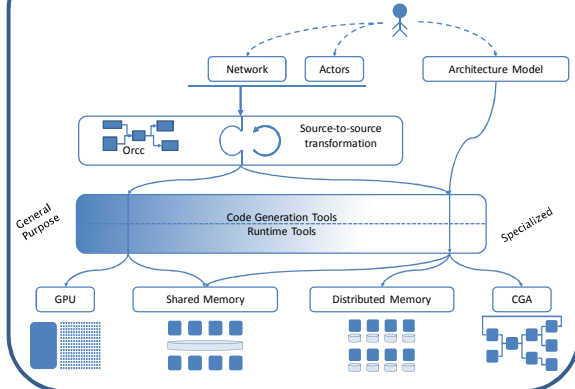 Network
Actors
Architecture Model
Orcc
Source-to-source
transformation
General
Purpose
Code Generation Tools
Runtime Tools
Specialized
GPU
Shared Memory
Distributed Memory
CGA